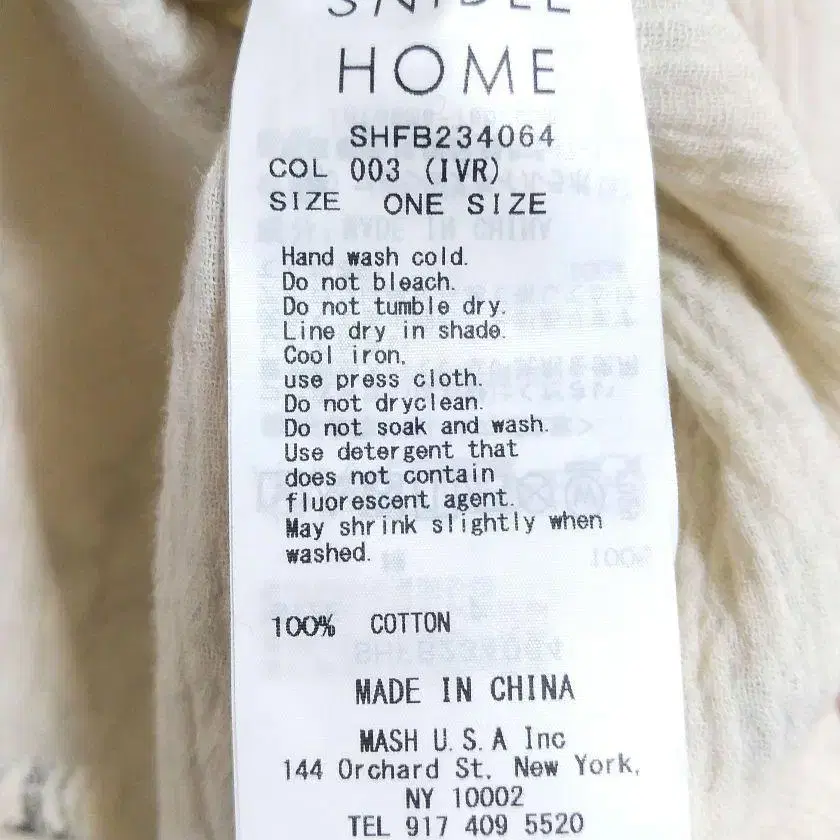 SNIDEL
HOME
SHFB234064
COL 003 (IVR)
SIZE ONE SIZE
Hand wash cold.
Do not bleach.
Do not tumble dry.
Line dry in shade.
Cool iron.
use press cloth.
Do not dryclean.
Do not soak and wash.
Use detergent that
does not contain
fluorescent agent.
May shrink slightly when
washed.
100% COTTON
MADE IN CHINA
MASH U.S.A Inc
144 Orchard St. New York,
NY 10002
TEL 917 409 5520